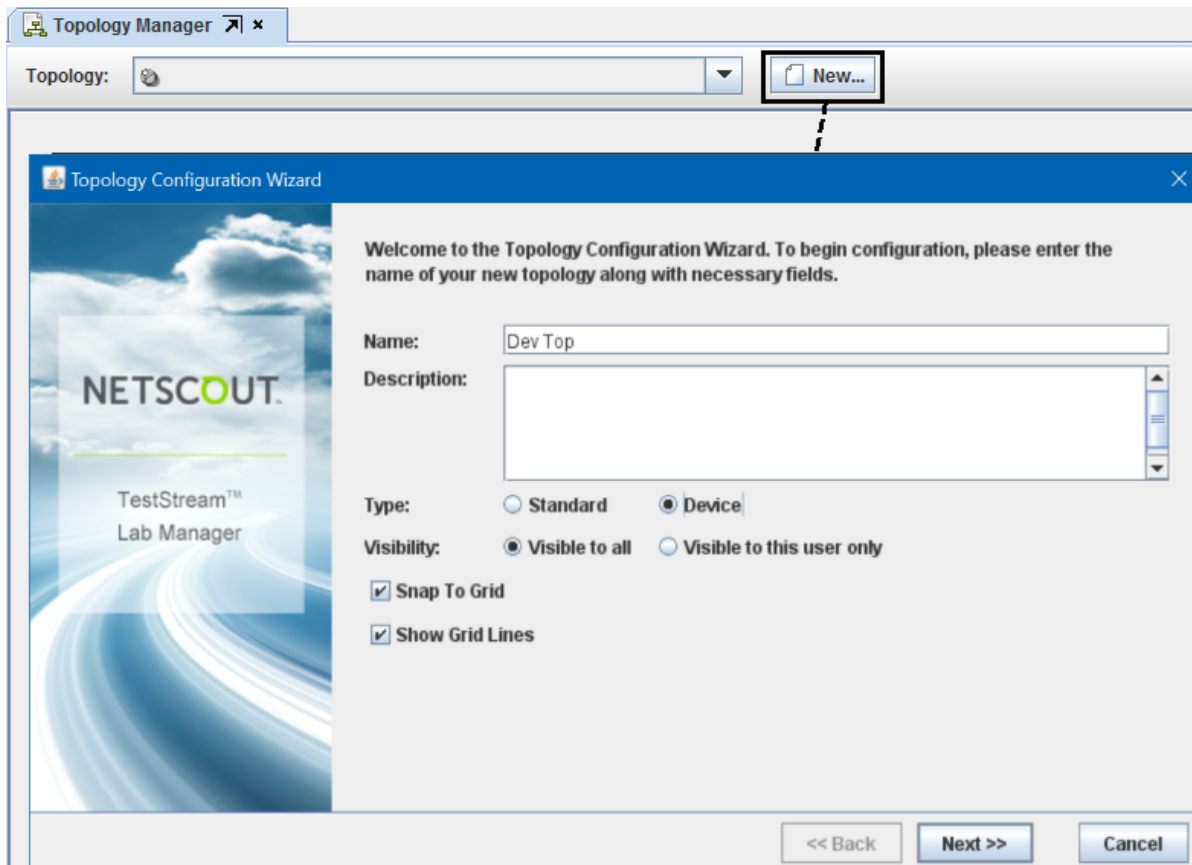 Topology Manager
Topology:
New...
Topology Configuration Wizard
Welcome to the Topology Configuration Wizard. To begin configuration, please enter the
name of your new topology along with necessary fields.
Name: Dev Top
Description:
NETSCOUT.
TestStream™
Lab Manager
Type: Standard Device
Visibility: Visible to all Visible to this user only
Snap To Grid
Show Grid Lines
<< Back Next >> Cancel